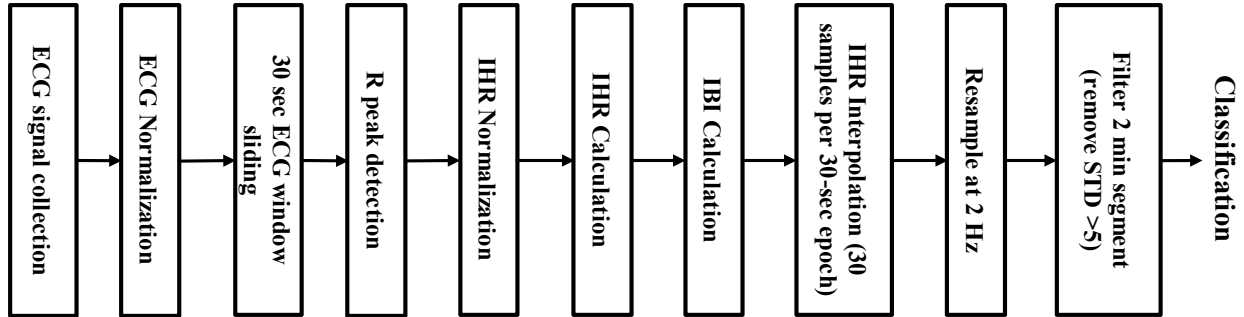 ECG signal collection
ECG Normalization
30 sec ECG window
sliding
R peak detection
IHR Normalization
IHR Calculation
IBI Calculation
IHR Interpolation (30
samples per 30-sec epoch)
Resample at 2 Hz
Filter 2 min segment
(remove STD >5)
Classification